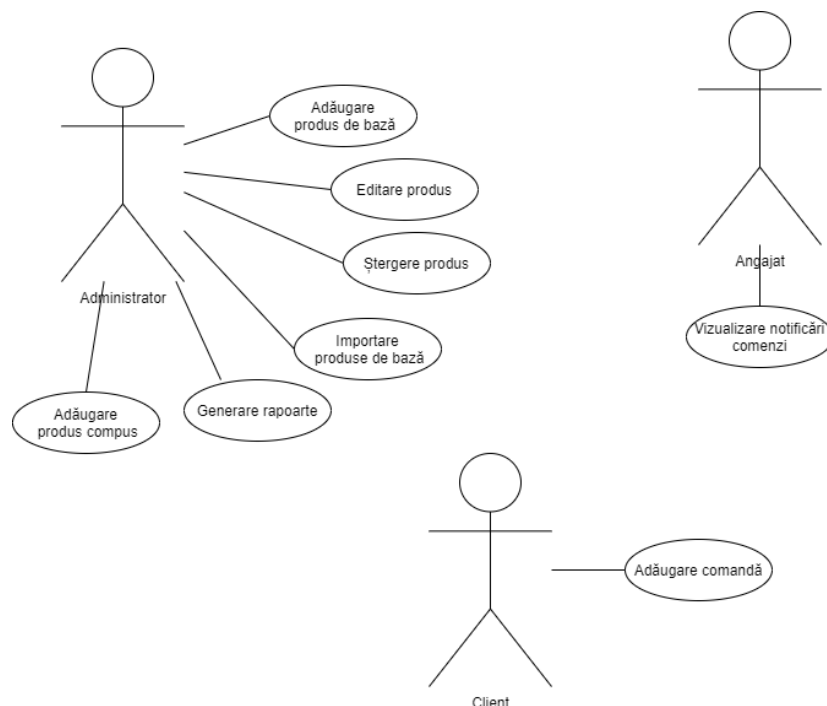 Adăugare
produs de bază
Editare produs
Ștergere produs
Administrator
Importare
produse de bază
Generare rapoarte
Adăugare
produs compus
Angajat
Vizualizare notificări
comenzi
Adăugare comandă
Client